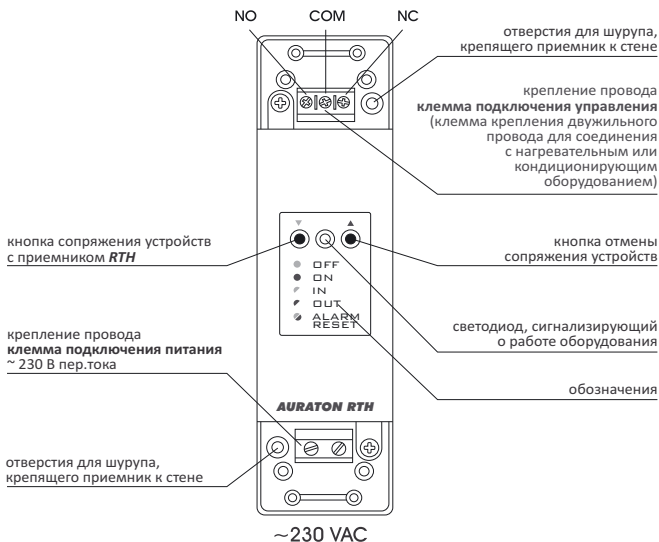 NO COM NC
отверстия для шурупа,
крепящего приемник к стене
крепление провода
клемма подключения управления
(клемма крепления двужильного
провода для соединения
с нагревательным или
кондиционирующим
оборудованием)
кнопка сопряжения устройств
с приемником RTH
кнопка отмены
сопряжения устройств
OFF
ON
IN
OUT
ALARM
RESET
светодиод, сигнализирующий
о работе оборудования
крепление провода
клемма подключения питания
~ 230 В пер.тока
обозначения
AURATON RTH
отверстия для шурупа,
крепящего приемник к стене
~230 VAC